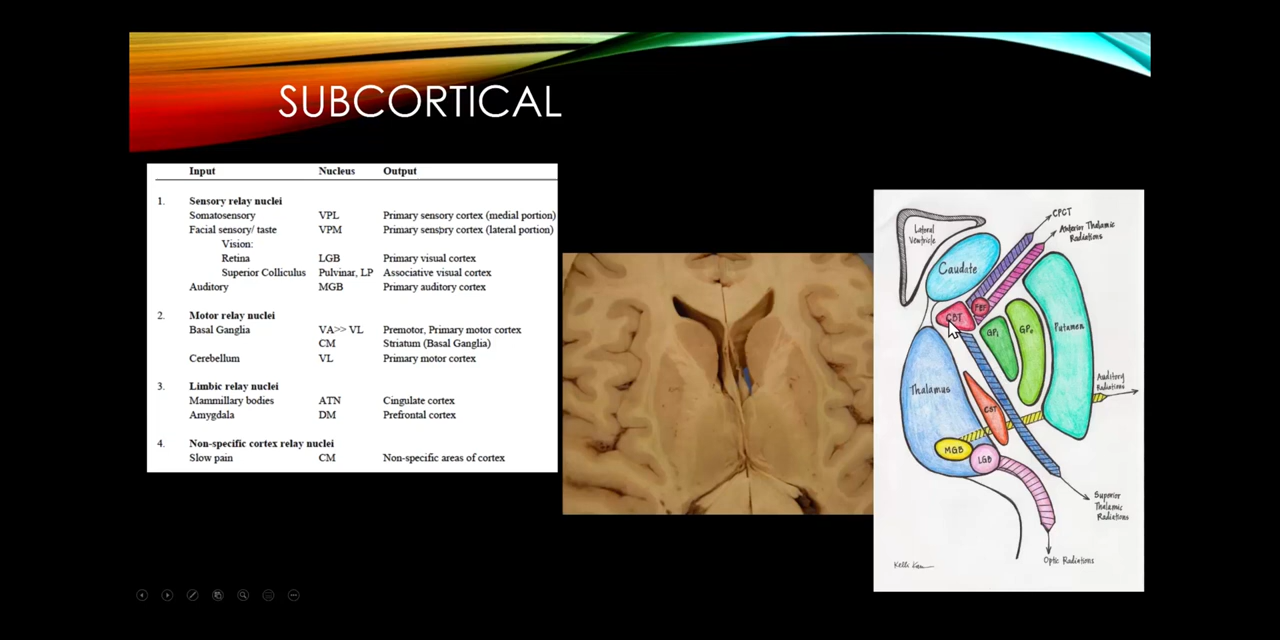 SUBCORTICAL
Input Nucleus Output
1. Sensory relay nuclei
Somatosensory VPL Primary sensory cortex (medial portion)
Facial sensory/ taste VPM Primary sensory cortex (lateral portion)
Vision:
Retina LGB Primary visual cortex
Superior Colliculus Pulvinar, LP Associative visual cortex
Auditory MGB Primary auditory cortex
2. Motor relay nuclei
Basal Ganglia VA>> VL Premotor, Primary motor cortex
CM Striatum (Basal Ganglia)
Cerebellum VL Primary motor cortex
3. Limbic relay nuclei
Mammillary bodies ATN Cingulate cortex
Amygdala DM Prefrontal cortex
4. Non-specific cortex relay nuclei
Slow pain CM Non-specific areas of cortex
CPCT
Anterior Thalamic
Radiations
Lateral
Ventricle
Caudate
CBT
GPi
GPe
Putamen
Thalamus
Auditory
Radiations
CST
MGB
LGB
Superior
Thalamic
Radiations
Optic Radiations
Kelli